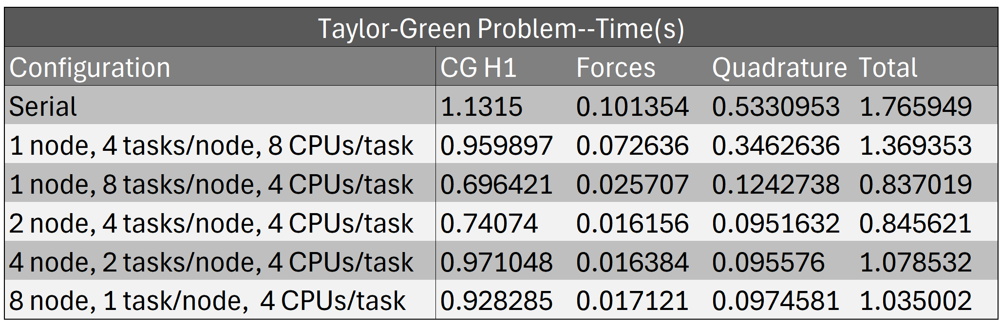 Taylor-Green Problem--Time(s)
Configuration CG H1 Forces Quadrature Total
Serial 1.1315 0.101354 0.5330953 1.765949
1 node, 4 tasks/node, 8 CPUs/task 0.959897 0.072636 0.3462636 1.369353
1 node, 8 tasks/node, 4 CPUs/task 0.696421 0.025707 0.1242738 0.837019
2 node, 4 tasks/node, 4 CPUs/task 0.74074 0.016156 0.0951632 0.845621
4 node, 2 tasks/node, 4 CPUs/task 0.971048 0.016384 0.095576 1.078532
8 node, 1 task/node, 4 CPUs/task 0.928285 0.017121 0.0974581 1.035002